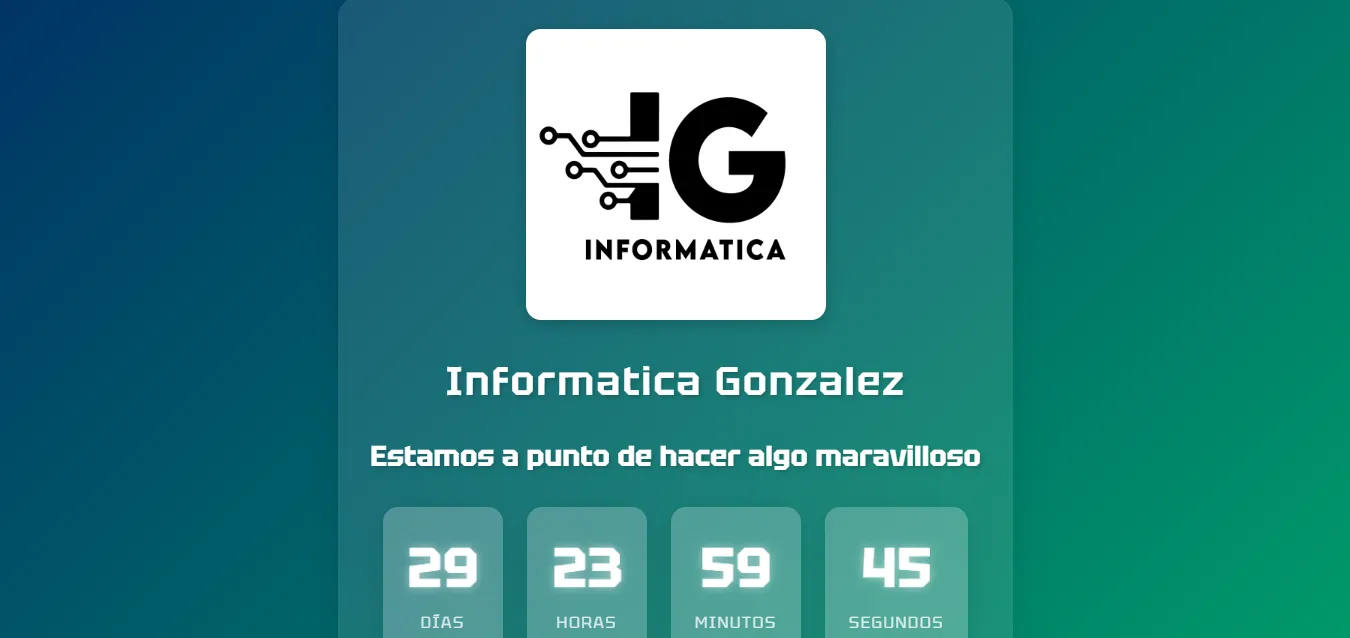 IG
INFORMATICA
Informatica Gonzalez
Estamos a punto de hacer algo maravilloso
29 23 59 45
DÍAS HORAS MINUTOS SEGUNDOS